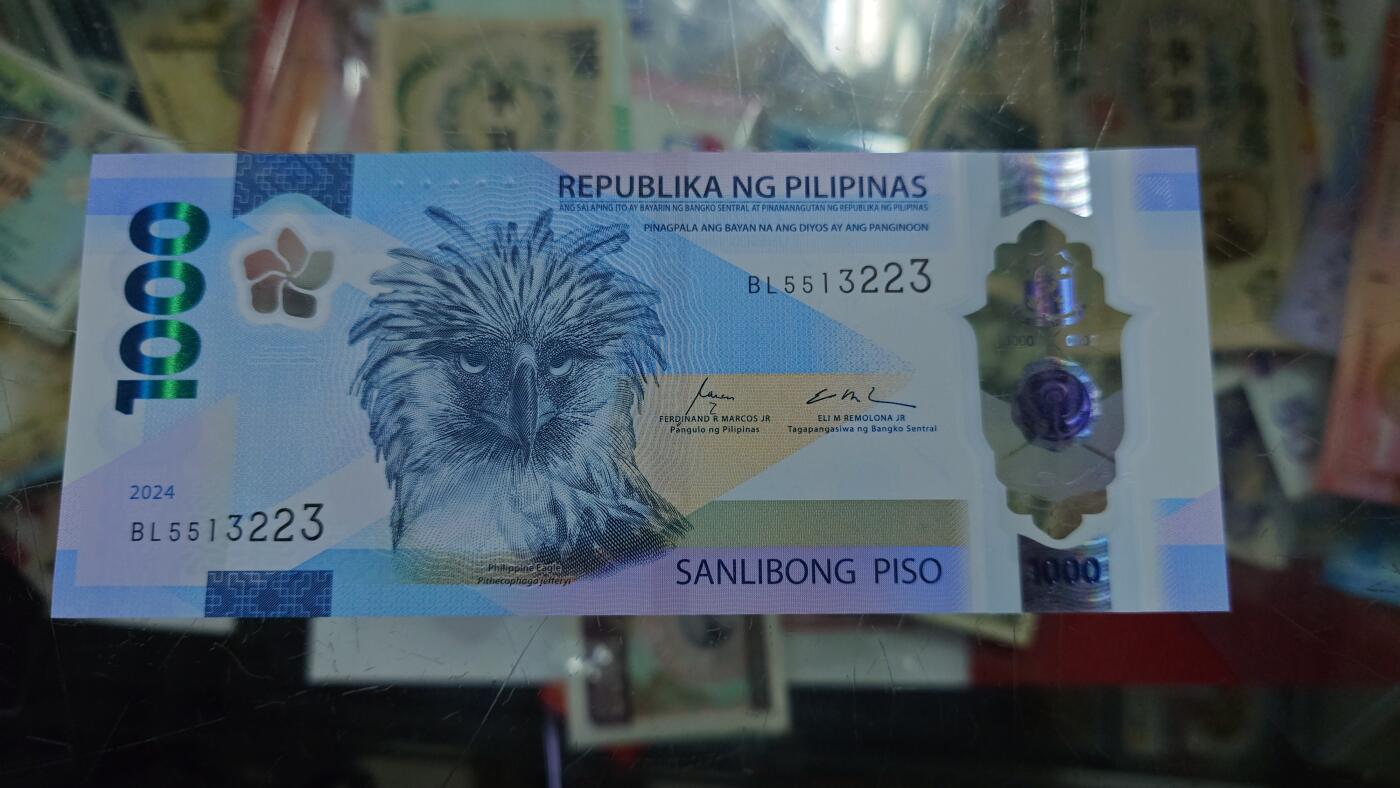 1000
REPUBLIKA NG PILIPINAS
ANG SALAPING ITO AY BAYARIN NG BANGKO SENTRAL AT PINANANAGUTAN NG REPUBLIKA NG PILIPINAS
PINAGPALA ANG BAYAN NA ANG DIYOS AY ANG PANGINOON
BL5513223
1000
FERDINAND R MARCOS JR
Pangulo ng Pilipinas
ELI M REMOLONA JR
Tagapangasiwa ng Bangko Sentral
2024
BL5513223
Philippine Eagle
Pithecophaga jefferyi
SANLIBONG PISO
1000